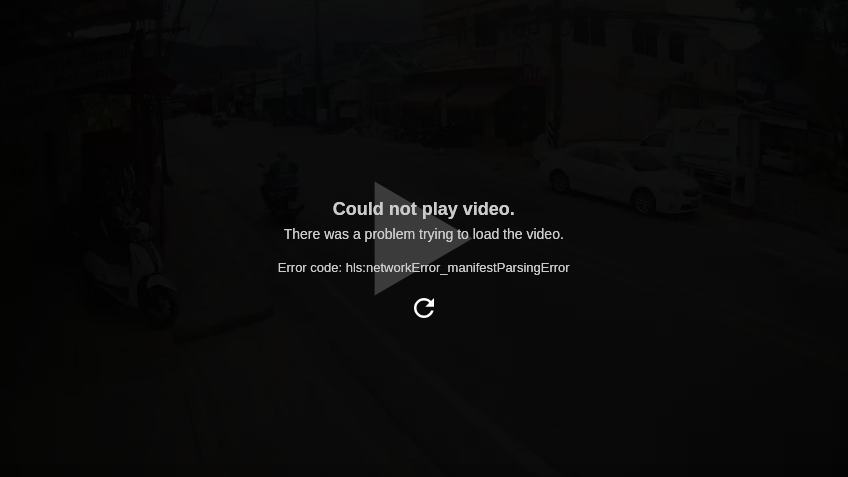 Could not play video.
There was a problem trying to load the video.
Error code: hls:networkError_manifestParsingError